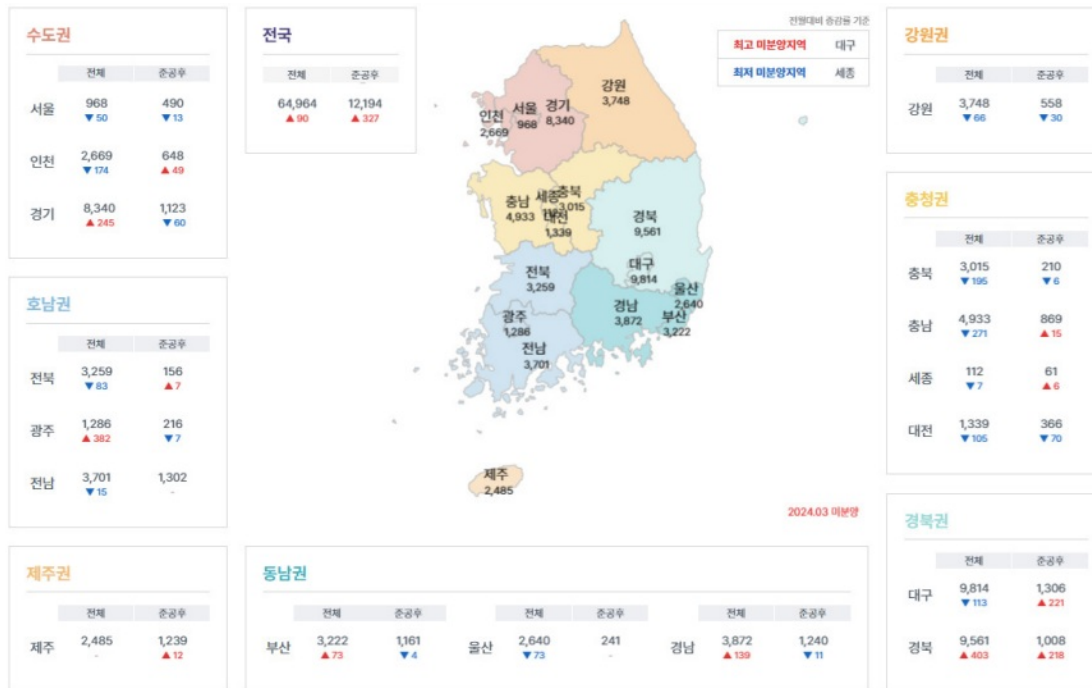 수도권
전체 준공후
서울 968 490
▼50 ▼13
인천 2,669 648
▼174 ▲49
경기 8,340 1,123
▲245 ▼60
호남권
전체 준공후
전북 3,259 156
▼83 ▲7
광주 1,286 216
▲382 ▼7
전남 3,701 1,302
▼15 -
제주권
전체 준공후
제주 2,485 1,239
- ▲12
전국
전체 준공후
64,964 12,194
▲90 ▲327
전월대비 증감률 기준
최고 미분양지역 대구
최저 미분양지역 세종
강원
3,748
서울
968
경기
8,340
인천
2,669
충북
3,015
세종
충남
4,933
대전
1,339
경북
9,561
대구
9,814
전북
3,259
울산
2,640
경남
3,872
부산
3,222
광주
1,286
전남
3,701
제주
2,485
2024.03 미분양
동남권
전체 준공후 전체 준공후 전체 준공후
부산 3,222 1,161 울산 2,640 241 경남 3,872 1,240
▲73 ▼4 ▼73 - ▲139 ▼11
강원권
전체 준공후
강원 3,748 558
▼66 ▼30
충청권
전체 준공후
충북 3,015 210
▼195 ▼6
충남 4,933 869
▼271 ▲15
세종 112 61
▼7 ▲6
대전 1,339 366
▼105 ▼70
경북권
전체 준공후
대구 9,814 1,306
▼113 ▲221
경북 9,561 1,008
▲403 ▲218